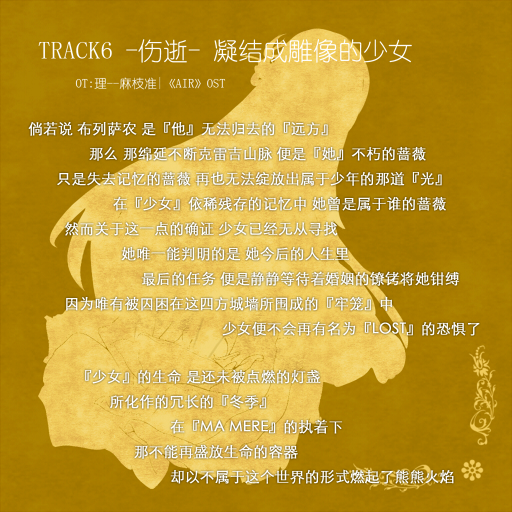 TRACK6 -伤逝- 凝结成雕像的少女
OT:理--麻枝准|《AIR》OST
倘若说 布列萨农 是『他』无法归去的『远方』
那么 那绵延不断克雷吉山脉 便是『她』不朽的蔷薇
只是失去记忆的蔷薇 再也无法绽放出属于少年的那道『光』
在『少女』依稀残存的记忆中 她曾是属于谁的蔷薇
然而关于这一点的确证 少女已经无从寻找
她唯一能判明的是 她今后的人生里
最后的任务 便是静静等待着婚姻的镣铐将她钳缚
因为唯有被囚困在这四方城墙所围成的『牢笼』中
少女便不会再有名为『LOST』的恐惧了
『少女』的生命 是还未被点燃的灯盏
所化作的冗长的『冬季』
在『MA MERE』的执着下
那不能再盛放生命的容器
却以不属于这个世界的形式燃起了熊熊火焰